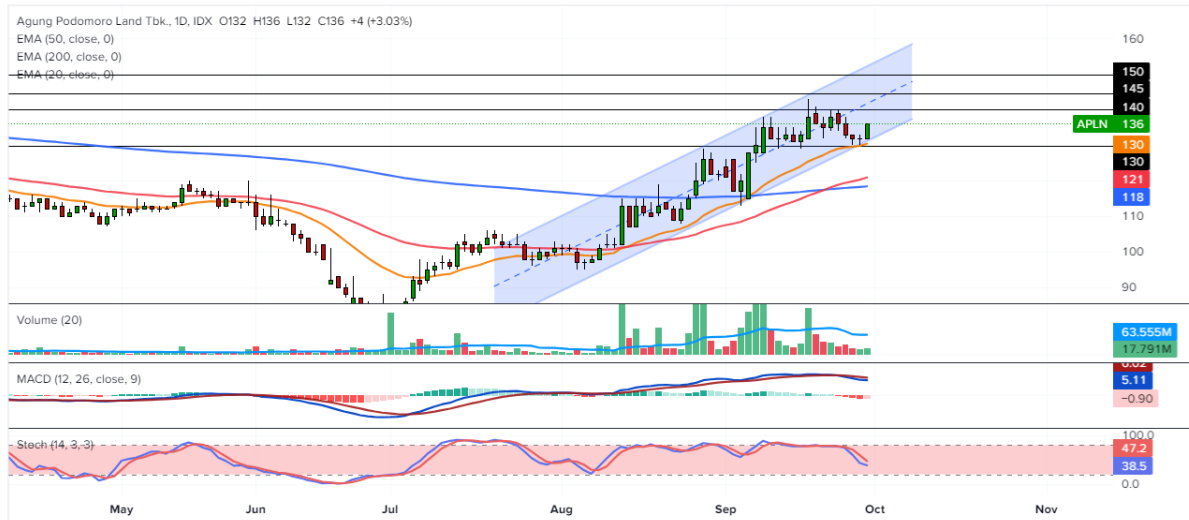 Agung Podomoro Land Tbk., 1D, IDX O132 H136 L132 C136 +4 (+3.03%)
EMA (50, close, 0)
EMA (200, close, 0)
EMA (20, close, 0)
160
150
145
140
APLN 136
130
130
121
118
110
100
90
Volume (20)
63.555M
17.791M
MACD (12, 26, close, 9)
5.11
−0.90
Stoch (14, 3, 3)
100.0
47.2
38.5
0.0
May Jun Jul Aug Sep Oct Nov